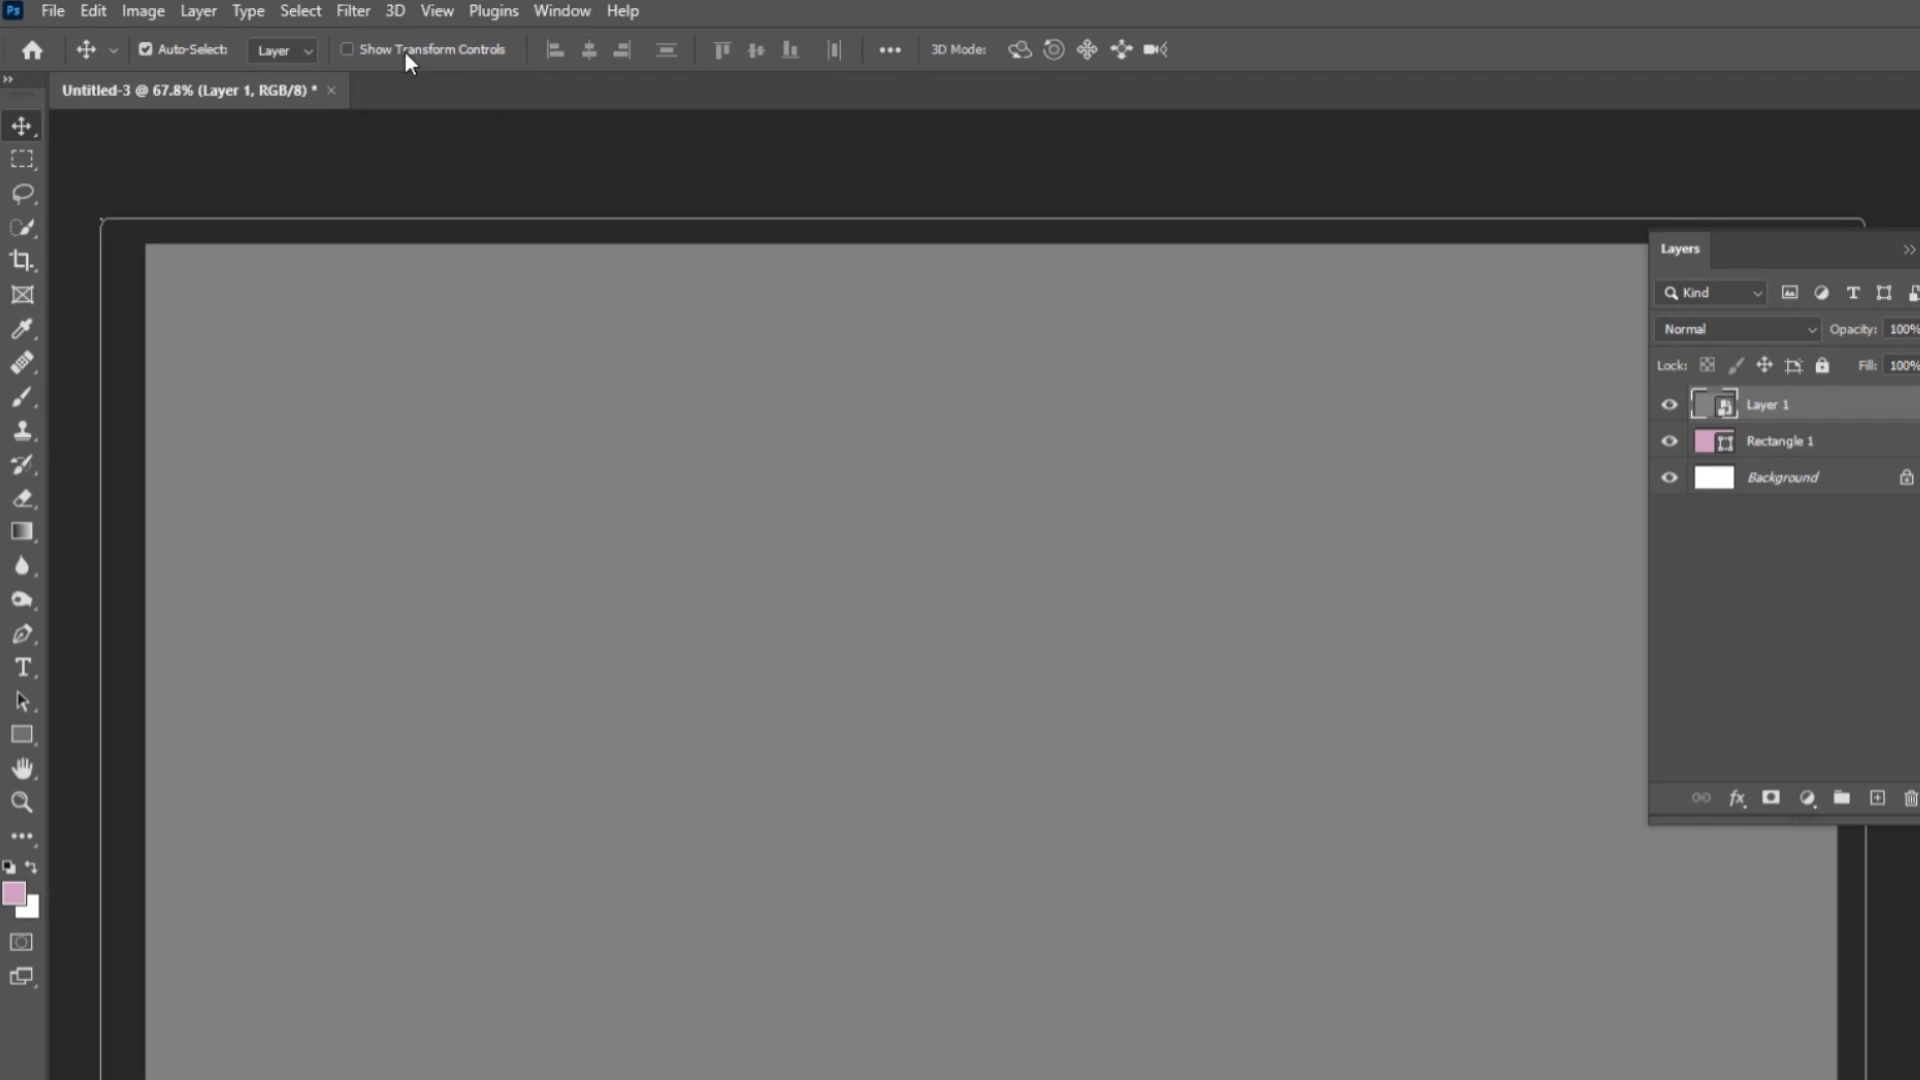 Ps File Edit Image Layer Type Select Filter 3D View Plugins Window Help
Auto-Select: Layer Show Transform Controls 3D Mode:
Untitled-3 @ 67.8% (Layer 1, RGB/8) *
Layers
Kind
Normal Opacity: 100%
Lock: Fill: 100%
Layer 1
Rectangle 1
Background
fx